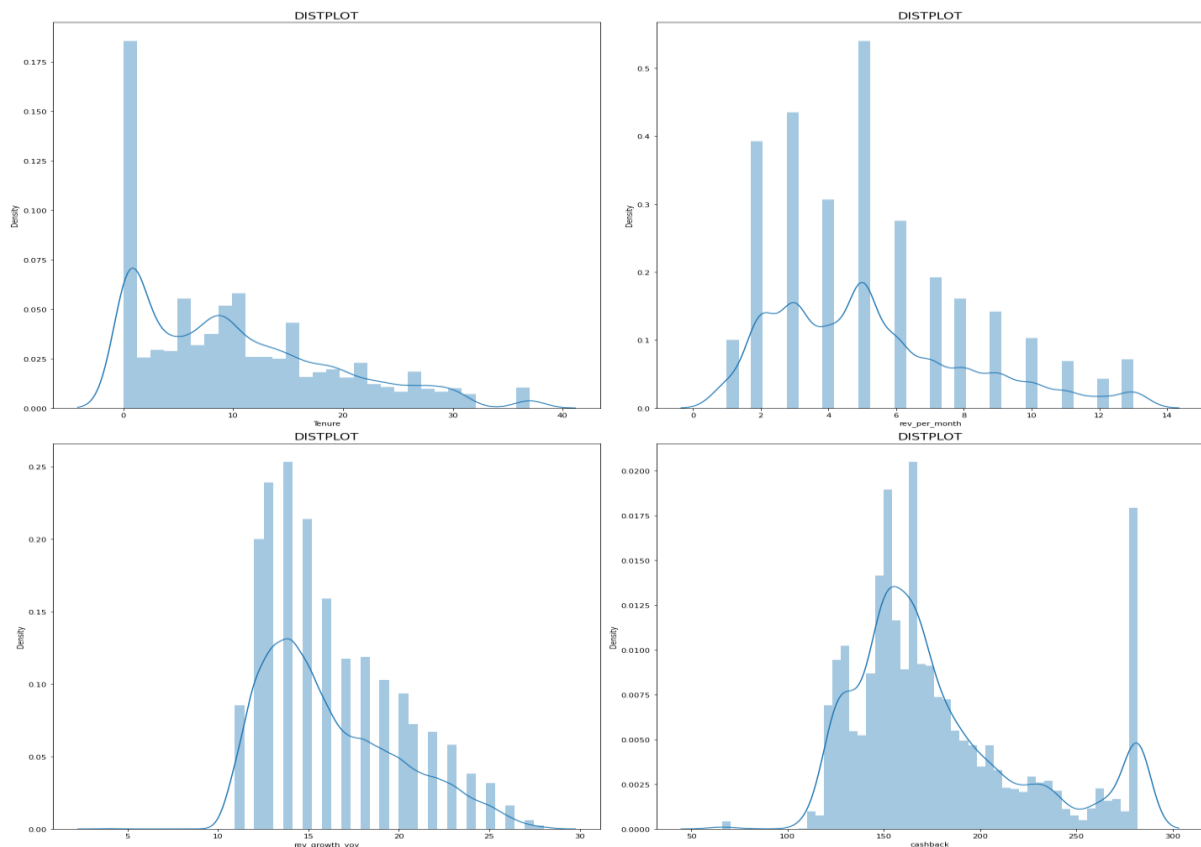 DISTPLOT
0.175
0.150
0.125
0.100
0.075
0.050
0.025
0.000
Density
0 10 20 30 40
Tenure
DISTPLOT
0.5
0.4
0.3
0.2
0.1
0.0
Density
0 2 4 6 8 10 12 14
rev_per_month
DISTPLOT
0.25
0.20
0.15
0.10
0.05
0.00
Density
5 10 15 20 25 30
rev_growth_yoy
DISTPLOT
0.0200
0.0175
0.0150
0.0125
0.0100
0.0075
0.0050
0.0025
0.0000
Density
50 100 150 200 250 300
cashback